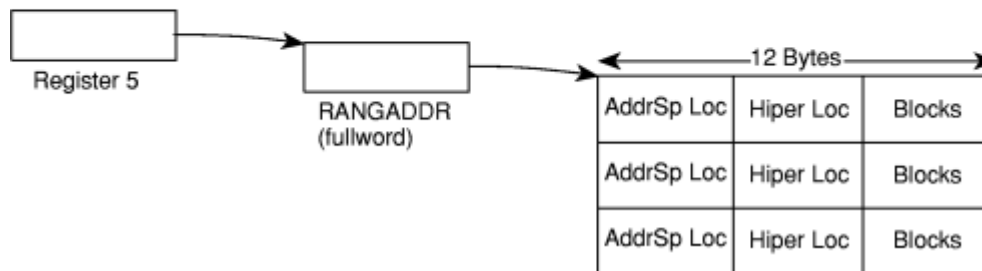 Register 5
RANGADDR
(fullword)
12 Bytes
AddrSp Loc Hiper Loc Blocks
AddrSp Loc Hiper Loc Blocks
AddrSp Loc Hiper Loc Blocks